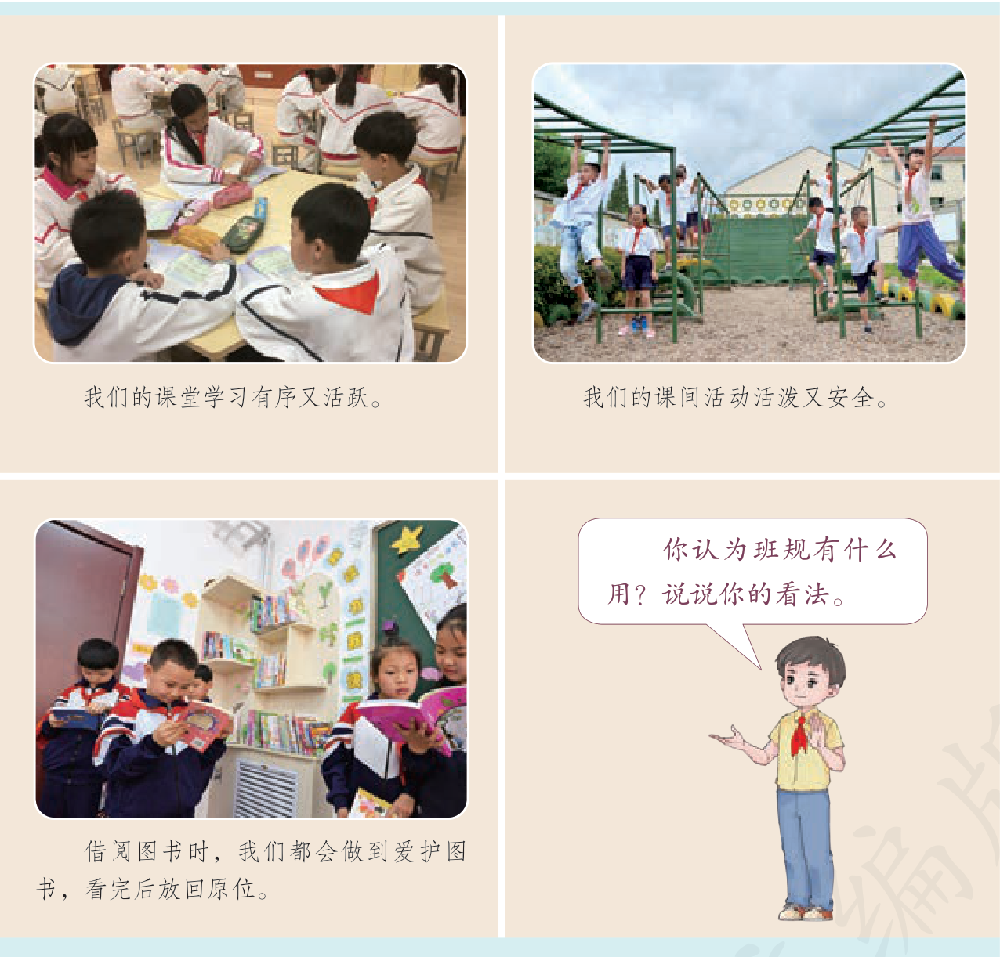 我们的课堂学习有序又活跃。
我们的课间活动活泼又安全。
借阅图书时，我们都会做到爱护图
书，看完后放回原位。
你认为班规有什么
用？说说你的看法。
编版